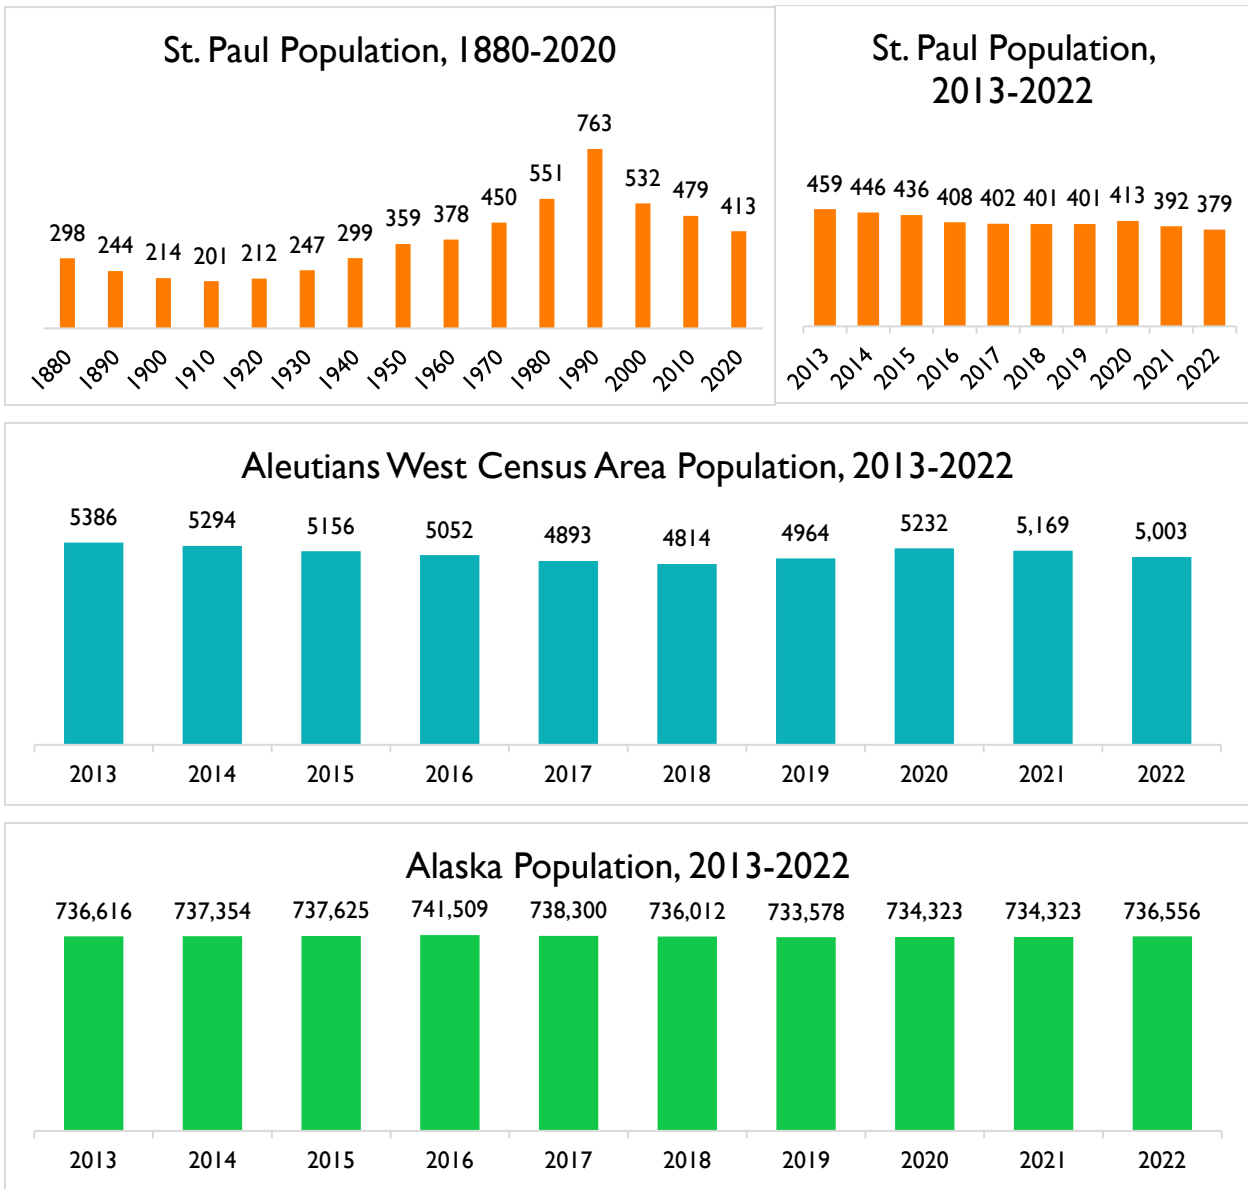 St. Paul Population, 1880-2020
298 244 214 201 212 247 299 359 378 450 551 763 532 479 413
1880 1890 1900 1910 1920 1930 1940 1950 1960 1970 1980 1990 2000 2010 2020
St. Paul Population,
2013-2022
459 446 436 408 402 401 401 413 392 379
2013 2014 2015 2016 2017 2018 2019 2020 2021 2022
Aleutians West Census Area Population, 2013-2022
5386 5294 5156 5052 4893 4814 4964 5232 5,169 5,003
2013 2014 2015 2016 2017 2018 2019 2020 2021 2022
Alaska Population, 2013-2022
736,616 737,354 737,625 741,509 738,300 736,012 733,578 734,323 734,323 736,556
2013 2014 2015 2016 2017 2018 2019 2020 2021 2022